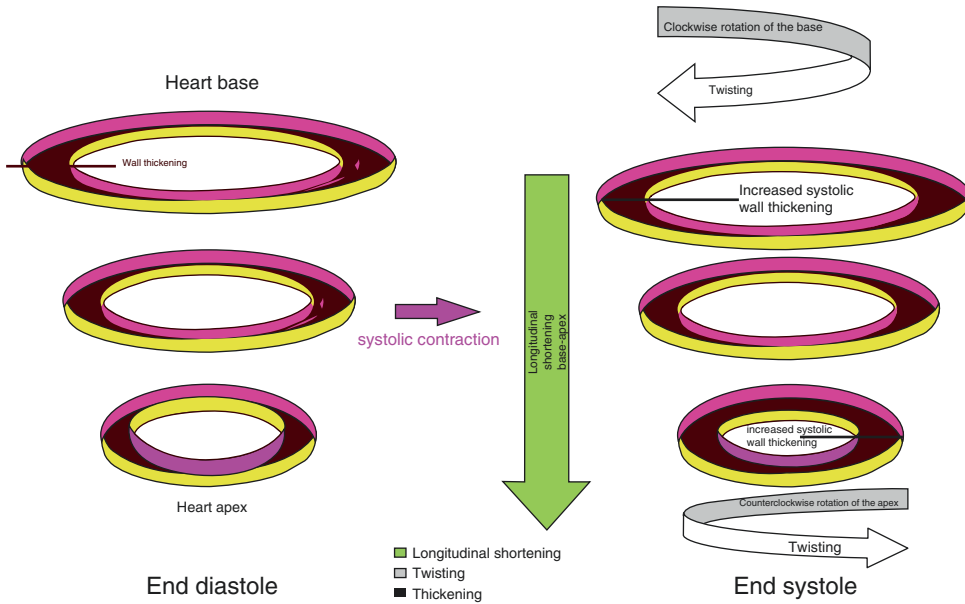 Clockwise rotation of the base
Twisting
Heart base
Wall thickening
Increased systolic
wall thickening
systolic contraction
Longitudinal
shortening
base-apex
increased systolic
wall thickening
Heart apex
Counterclockwise rotation of the apex
Twisting
Longitudinal shortening
Twisting
Thickening
End diastole
End systole